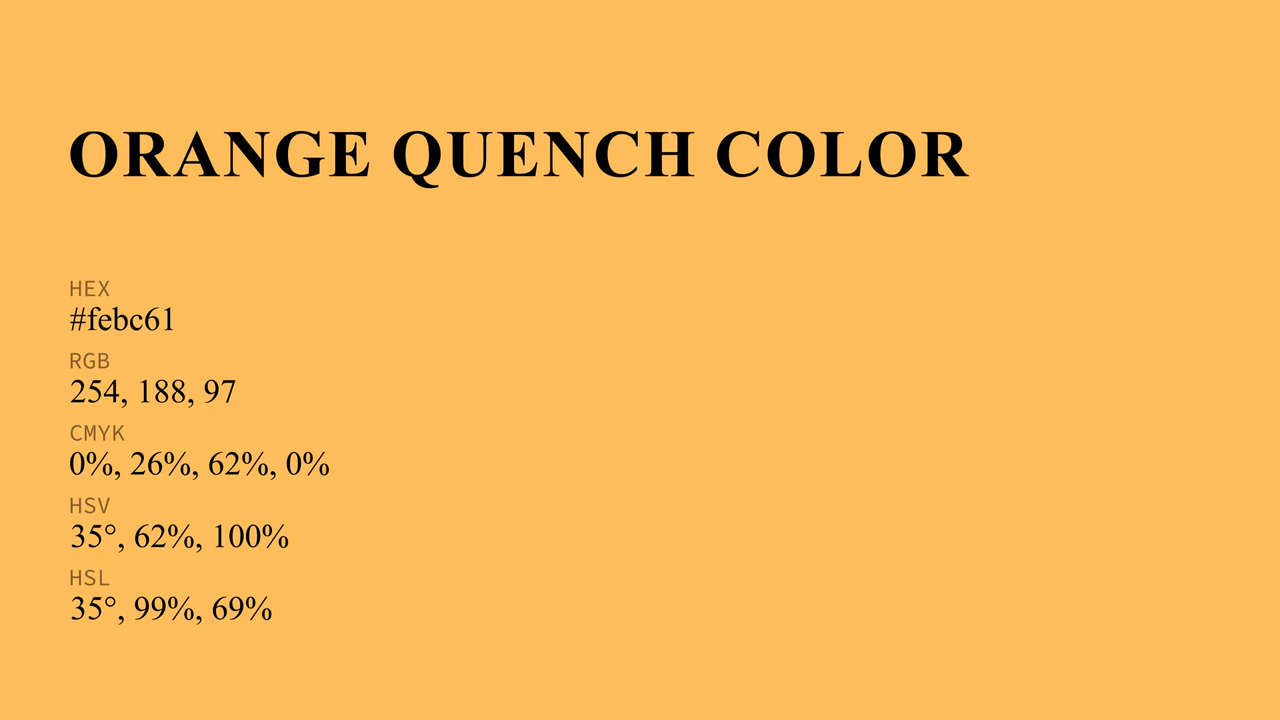 ORANGE QUENCH COLOR
HEX
#febc61
RGB
254, 188, 97
CMYK
0%, 26%, 62%, 0%
HSV
35°, 62%, 100%
HSL
35°, 99%, 69%